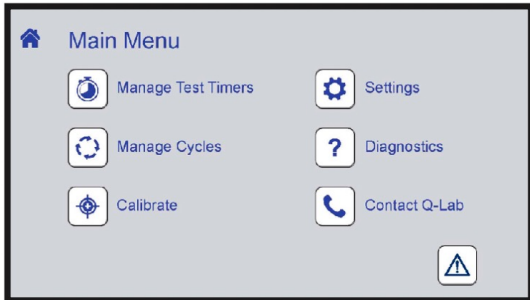 Main Menu
Manage Test Timers
Settings
Manage Cycles
? Diagnostics
Calibrate
Contact Q-Lab